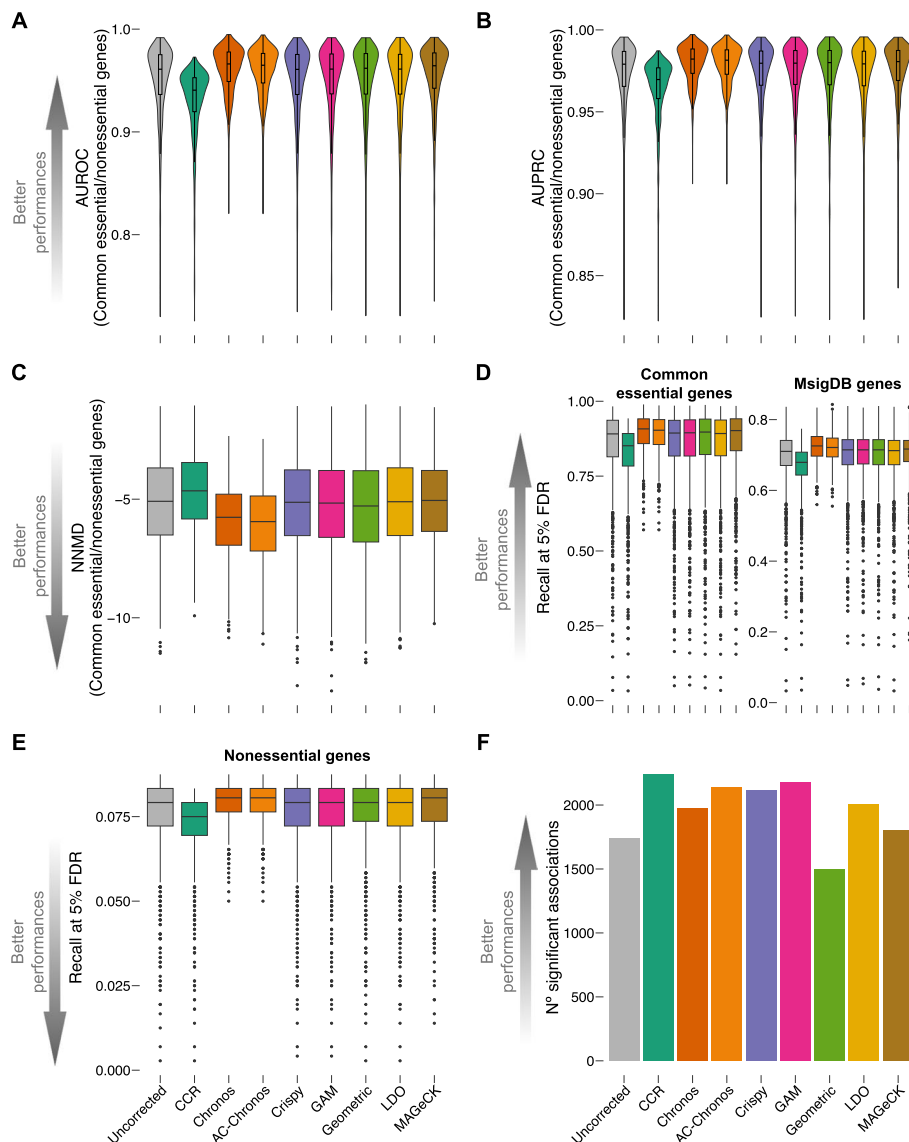 A
Better
performances
AUROC
(Common essential/nonessential genes)
1.0
0.9
0.8
B
AUPRC
(Common essential/nonessential genes)
1.00
0.95
0.90
0.85
C
Better
performances
NNMD
(Common essential/nonessential genes)
−5
−10
D
Better
performances
Recall at 5% FDR
Common
essential genes
1.00
0.75
0.50
0.25
0.00
MsigDB genes
0.8
0.6
0.4
0.2
0.0
E
Nonessential genes
Better
performances
Recall at 5% FDR
0.075
0.050
0.025
0.000
Uncorrected
CCR
Chronos
AC-Chronos
Crispy
GAM
Geometric
LDO
MAGeCK
F
Better
performances
N° significant associations
2000
1500
1000
500
0
Uncorrected
CCR
Chronos
AC-Chronos
Crispy
GAM
Geometric
LDO
MAGeCK